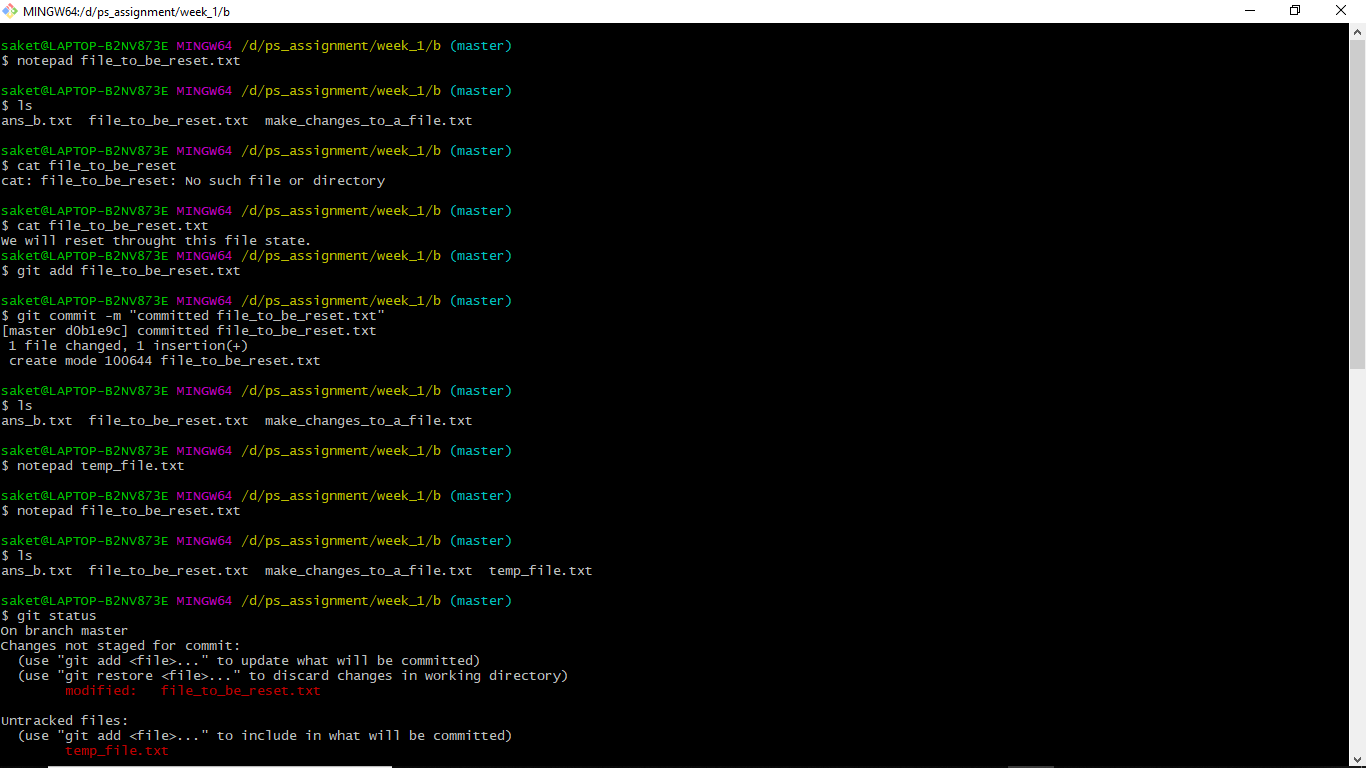 MINGW64:/d/ps_assignment/week_1/b
saket@LAPTOP-B2NV873E MINGW64 /d/ps_assignment/week_1/b (master)
$ notepad file_to_be_reset.txt
saket@LAPTOP-B2NV873E MINGW64 /d/ps_assignment/week_1/b (master)
$ ls
ans_b.txt  file_to_be_reset.txt  make_changes_to_a_file.txt
saket@LAPTOP-B2NV873E MINGW64 /d/ps_assignment/week_1/b (master)
$ cat file_to_be_reset
cat: file_to_be_reset: No such file or directory
saket@LAPTOP-B2NV873E MINGW64 /d/ps_assignment/week_1/b (master)
$ cat file_to_be_reset.txt
We will reset throught this file state.
saket@LAPTOP-B2NV873E MINGW64 /d/ps_assignment/week_1/b (master)
$ git add file_to_be_reset.txt
saket@LAPTOP-B2NV873E MINGW64 /d/ps_assignment/week_1/b (master)
$ git commit -m "committed file_to_be_reset.txt"
[master d0b1e9c] committed file_to_be_reset.txt
 1 file changed, 1 insertion(+)
 create mode 100644 file_to_be_reset.txt
saket@LAPTOP-B2NV873E MINGW64 /d/ps_assignment/week_1/b (master)
$ ls
ans_b.txt  file_to_be_reset.txt  make_changes_to_a_file.txt
saket@LAPTOP-B2NV873E MINGW64 /d/ps_assignment/week_1/b (master)
$ notepad temp_file.txt
saket@LAPTOP-B2NV873E MINGW64 /d/ps_assignment/week_1/b (master)
$ notepad file_to_be_reset.txt
saket@LAPTOP-B2NV873E MINGW64 /d/ps_assignment/week_1/b (master)
$ ls
ans_b.txt  file_to_be_reset.txt  make_changes_to_a_file.txt  temp_file.txt
saket@LAPTOP-B2NV873E MINGW64 /d/ps_assignment/week_1/b (master)
$ git status
On branch master
Changes not staged for commit:
  (use "git add <file>..." to update what will be committed)
  (use "git restore <file>..." to discard changes in working directory)
        modified:   file_to_be_reset.txt
Untracked files:
  (use "git add <file>..." to include in what will be committed)
        temp_file.txt